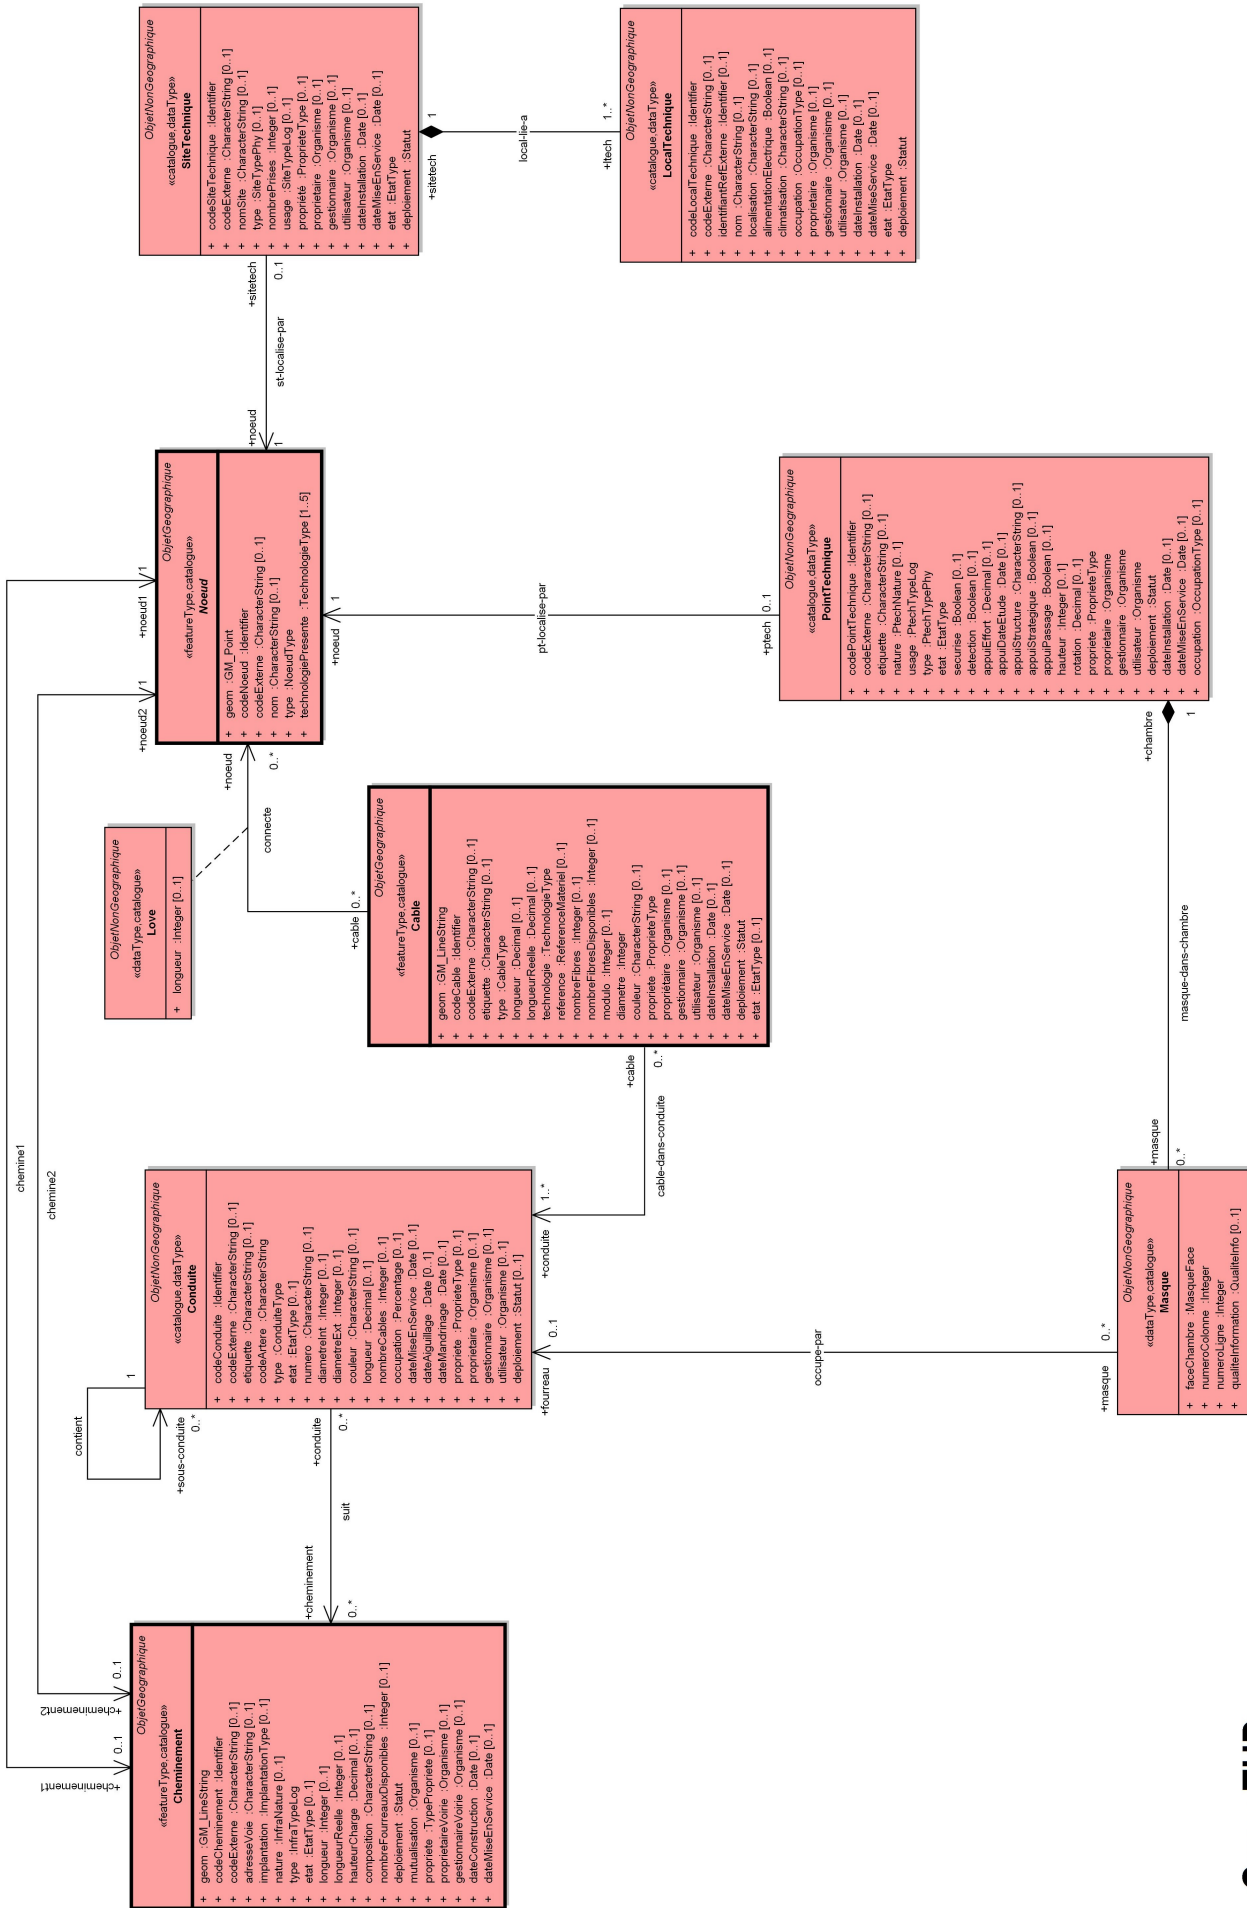 chemine1
chemine2
+cheminement1
0..1
+cheminement2
0..1
+noeud2
1
+noeud1
1
ObjetGeographique
«featureType,catalogue»
Cheminement
+ geom :GM_LineString
+ codeCheminement :Identifier
+ codeExterne :CharacterString [0..1]
+ adresseVoie :CharacterString [0..1]
+ implantation :ImplantationType [0..1]
+ nature :InfraNature [0..1]
+ type :InfraTypeLog
+ etat :EtatType [0..1]
+ longueur :Integer [0..1]
+ longueurReelle :Integer [0..1]
+ hauteurCharge :Decimal [0..1]
+ composition :CharacterString [0..1]
+ nombreFourreauxDisponibles :Integer [0..1]
+ deploiement :Statut
+ mutualisation :Organisme [0..1]
+ propriete :TypePropriete [0..1]
+ proprietaireVoirie :Organisme [0..1]
+ gestionnaireVoirie :Organisme [0..1]
+ dateConstruction :Date [0..1]
+ dateMiseEnService :Date [0..1]
contient
1
+sous-conduite
0..*
+conduite
0..*
suit
+cheminement
0..*
ObjetNonGeographique
«catalogue,dataType»
Conduite
+ codeConduite :Identifier
+ codeExterne :CharacterString [0..1]
+ etiquette :CharacterString [0..1]
+ codeArtere :CharacterString
+ type :ConduiteType
+ etat :EtatType [0..1]
+ numero :CharacterString [0..1]
+ diametreInt :Integer [0..1]
+ diametreExt :Integer [0..1]
+ couleur :CharacterString [0..1]
+ longueur :Decimal [0..1]
+ nombreCables :Integer [0..1]
+ occupation :Percentage [0..1]
+ dateMiseEnService :Date [0..1]
+ dateAiguillage :Date [0..1]
+ dateMandrinage :Date [0..1]
+ propriete :ProprieteType [0..1]
+ proprietaire :Organisme [0..1]
+ gestionnaire :Organisme [0..1]
+ utilisateur :Organisme [0..1]
+ deploiement :Statut [0..1]
+fourreau
0..1
+conduite
1..*
cable-dans-conduite
+cable
0..*
occupe-par
ObjetNonGeographique
«dataType,catalogue»
Love
+ longueur :Integer [0..1]
connecte
+cable
0..*
+noeud
0..*
ObjetGeographique
«featureType,catalogue»
Cable
+ geom :GM_LineString
+ codeCable :Identifier
+ codeExterne :CharacterString [0..1]
+ etiquette :CharacterString [0..1]
+ type :CableType
+ longueur :Decimal [0..1]
+ longueurReelle :Decimal [0..1]
+ technologie :TechnologieType
+ reference :ReferenceMateriel [0..1]
+ nombreFibres :Integer [0..1]
+ nombreFibresDisponibles :Integer [0..1]
+ modulo :Integer [0..1]
+ diametre :Integer
+ couleur :CharacterString [0..1]
+ propriete :ProprieteType
+ propriétaire :Organisme [0..1]
+ gestionnaire :Organisme [0..1]
+ utilisateur :Organisme [0..1]
+ dateInstallation :Date [0..1]
+ dateMiseEnService :Date [0..1]
+ deploiement :Statut
+ etat :EtatType [0..1]
ObjetGeographique
«featureType,catalogue»
Noeud
+ geom :GM_Point
+ codeNoeud :Identifier
+ codeExterne :CharacterString [0..1]
+ nom :CharacterString [0..1]
+ type :NoeudType
+ technologiePresente :TechnologieType [1..5]
+noeud
1
st-localise-par
+sitetech
0..1
+noeud
1
pt-localise-par
+ptech
0..1
ObjetNonGeographique
«catalogue,dataType»
SiteTechnique
+ codeSiteTechnique :Identifier
+ codeExterne :CharacterString [0..1]
+ nomSite :CharacterString [0..1]
+ type :SiteTypePhy [0..1]
+ nombrePrises :Integer [0..1]
+ usage :SiteTypeLog [0..1]
+ propriété :ProprieteType [0..1]
+ proprietaire :Organisme [0..1]
+ gestionnaire :Organisme [0..1]
+ utilisateur :Organisme [0..1]
+ dateInstallation :Date [0..1]
+ dateMiseEnService :Date [0..1]
+ etat :EtatType
+ deploiement :Statut
+sitetech
1
local-lie-a
+ltech
1..*
ObjetNonGeographique
«catalogue,dataType»
LocalTechnique
+ codeLocalTechnique :Identifier
+ codeExterne :CharacterString [0..1]
+ identifiantRefExterne :Identifier [0..1]
+ nom :CharacterString [0..1]
+ localisation :CharacterString [0..1]
+ alimentationElectrique :Boolean [0..1]
+ climatisation :CharacterString [0..1]
+ occupation :OccupationType [0..1]
+ proprietaire :Organisme [0..1]
+ gestionnaire :Organisme [0..1]
+ utilisateur :Organisme [0..1]
+ dateInstallation :Date [0..1]
+ dateMiseService :Date [0..1]
+ etat :EtatType
+ deploiement :Statut
ObjetNonGeographique
«catalogue,dataType»
PointTechnique
+ codePointTechnique :Identifier
+ codeExterne :CharacterString [0..1]
+ etiquette :CharacterString [0..1]
+ nature :PtechNature [0..1]
+ usage :PtechTypeLog
+ type :PtechTypePhy
+ etat :EtatType
+ securise :Boolean [0..1]
+ detection :Boolean [0..1]
+ appuiEffort :Decimal [0..1]
+ appuiDateEtude :Date [0..1]
+ appuiStructure :CharacterString [0..1]
+ appuiStrategique :Boolean [0..1]
+ appuiPassage :Boolean [0..1]
+ hauteur :Integer [0..1]
+ rotation :Decimal [0..1]
+ propriete :ProprieteType
+ proprietaire :Organisme
+ gestionnaire :Organisme
+ utilisateur :Organisme
+ deploiement :Statut
+ dateInstallation :Date [0..1]
+ dateMiseEnService :Date [0..1]
+ occupation :OccupationType [0..1]
+chambre
1
masque-dans-chambre
+masque
0..*
+masque
0..*
ObjetNonGeographique
«dataType,catalogue»
Masque
+ faceChambre :MasqueFace
+ numeroColonne :Integer
+ numeroLigne :Integer
+ qualiteInformation :QualiteInfo [0..1]